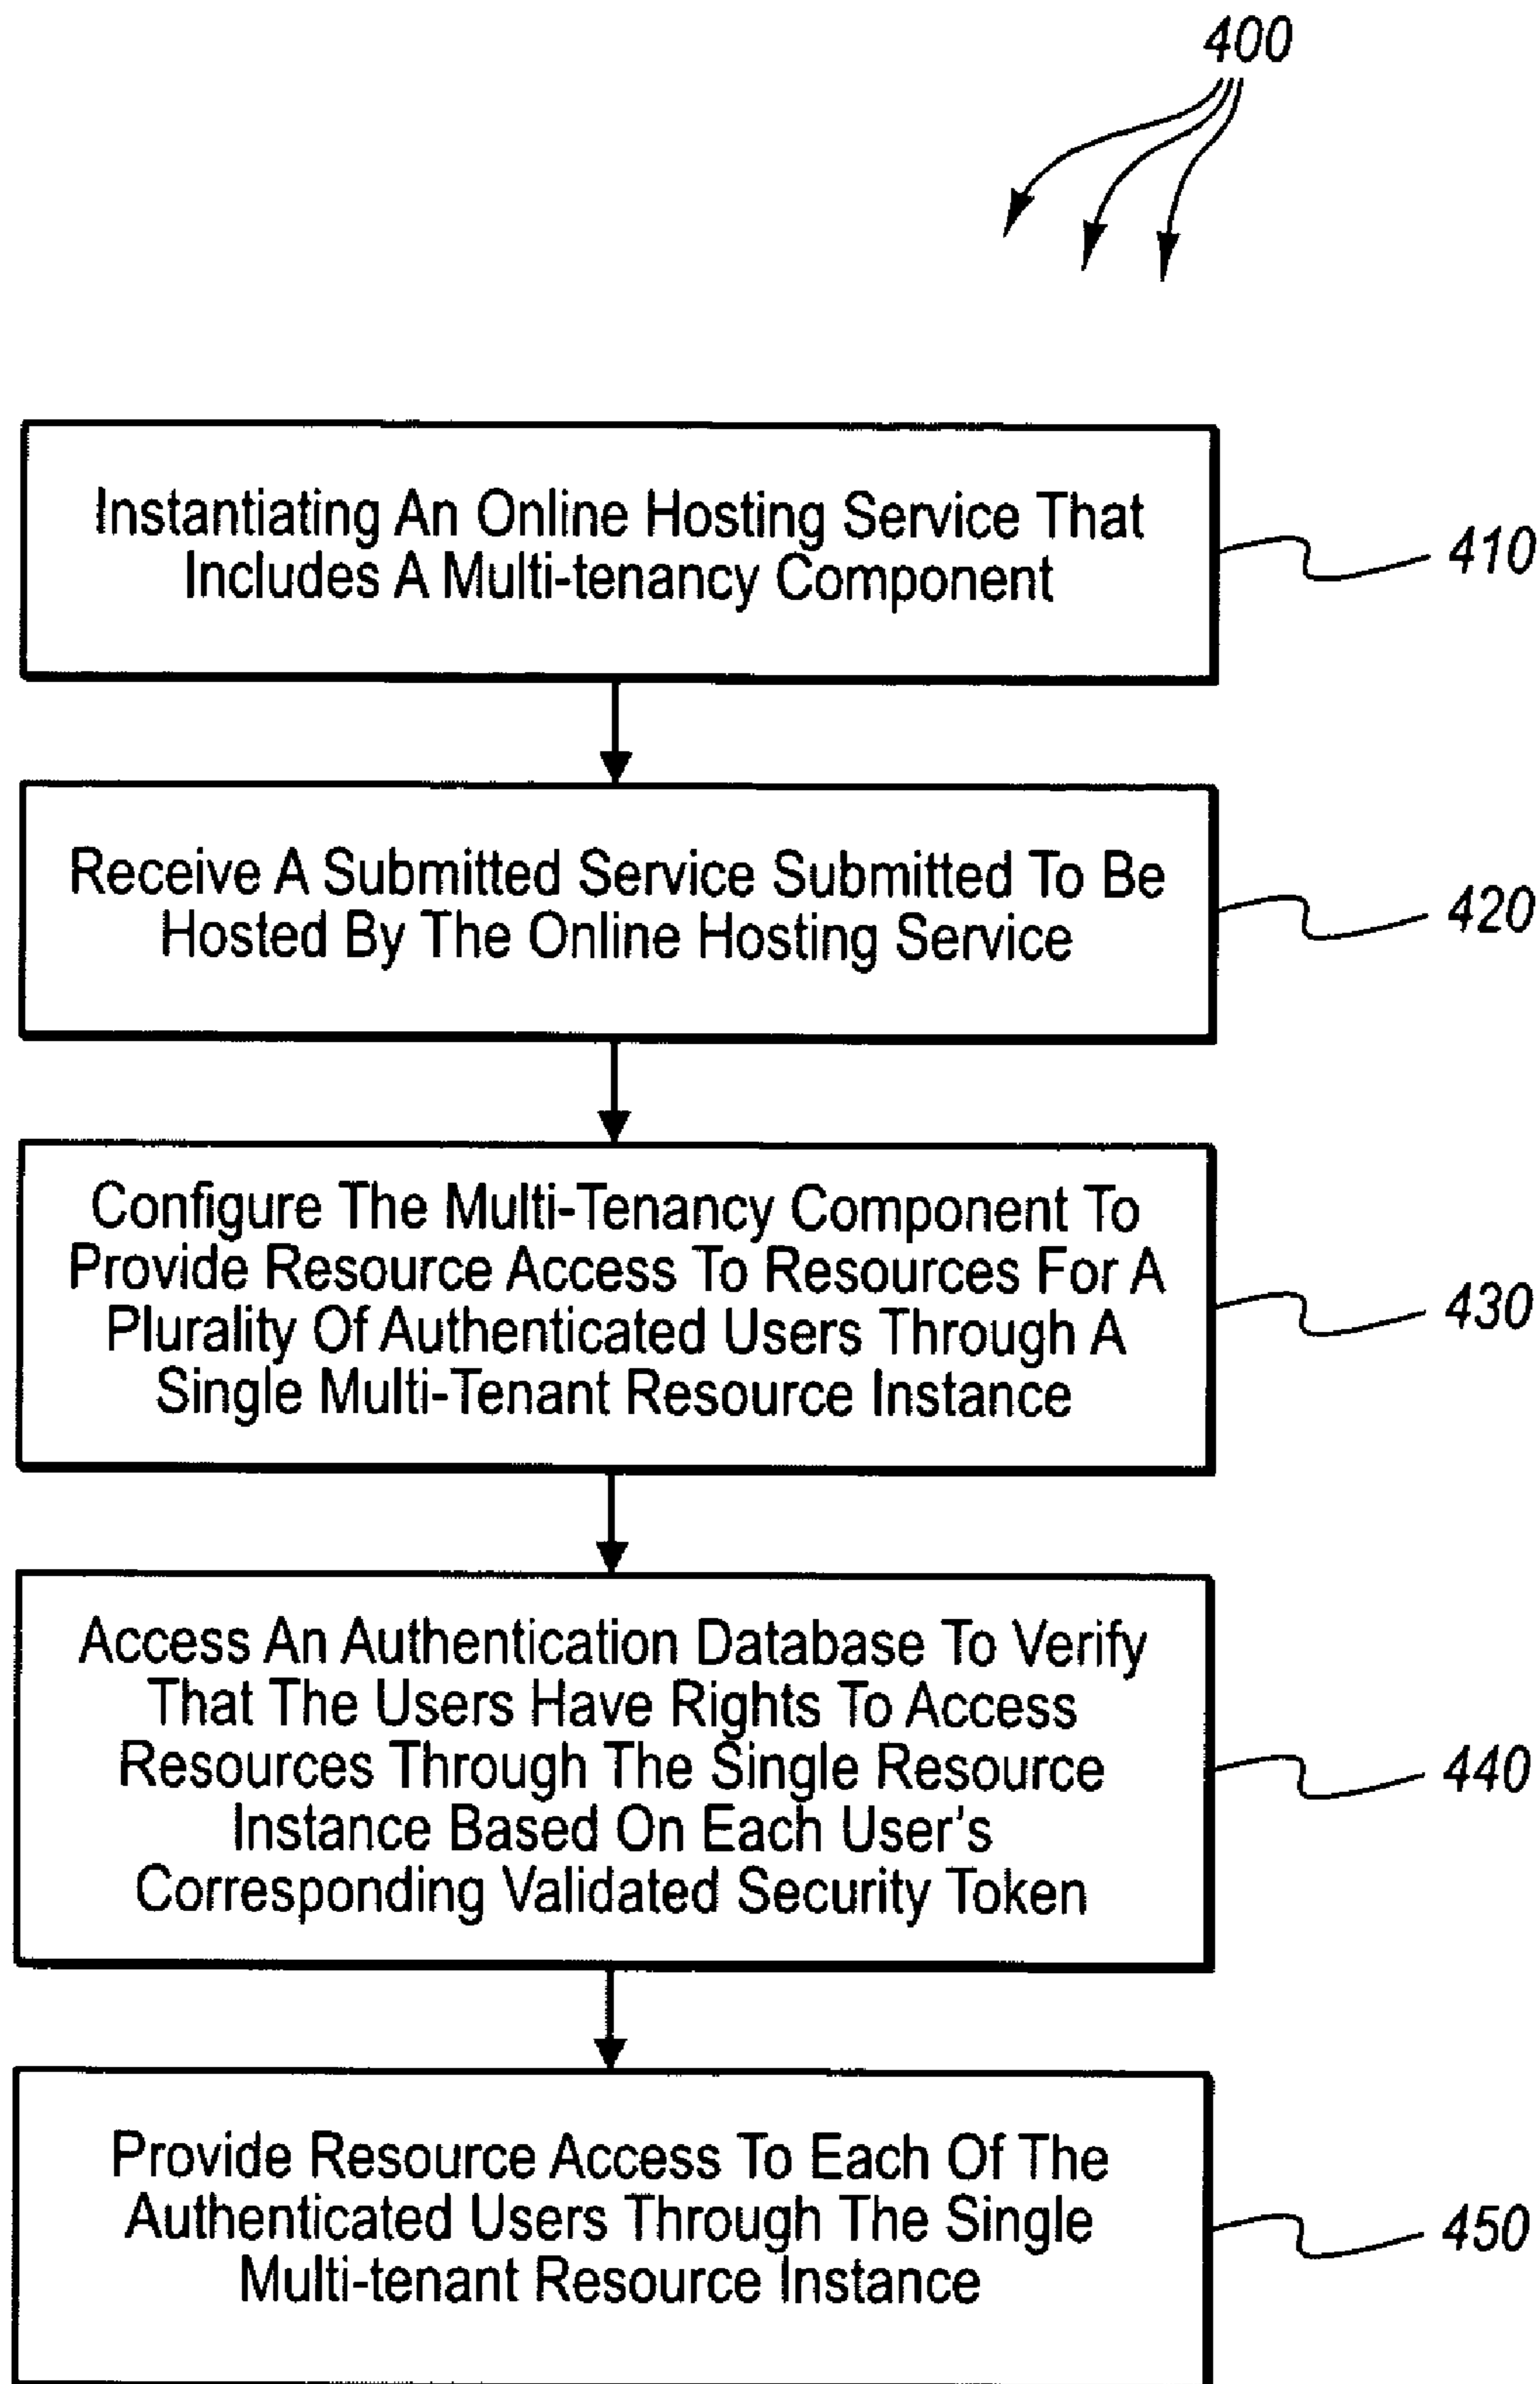 400
Instantiating An Online Hosting Service That
Includes A Multi-tenancy Component
410
Receive A Submitted Service Submitted To Be
Hosted By The Online Hosting Service
420
Configure The Multi-Tenancy Component To
Provide Resource Access To Resources For A
Plurality Of Authenticated Users Through A
Single Multi-Tenant Resource Instance
430
Access An Authentication Database To Verify
That The Users Have Rights To Access
Resources Through The Single Resource
Instance Based On Each User's
Corresponding Validated Security Token
440
Provide Resource Access To Each Of The
Authenticated Users Through The Single
Multi-tenant Resource Instance
450